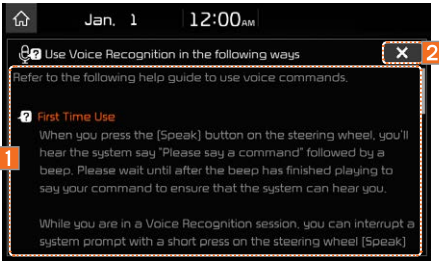 Jan. 1 12:00AM
Use Voice Recognition in the following ways
2
Refer to the following help guide to use voice commands.
First Time Use
When you press the [Speak] button on the steering wheel, you'll
hear the system say "Please say a command" followed by a
1
beep. Please wait until after the beep has finished playing to
say your command to ensure that the system can hear you.
While you are in a Voice Recognition session, you can interrupt a
system prompt with a short press on the steering wheel [Speak]